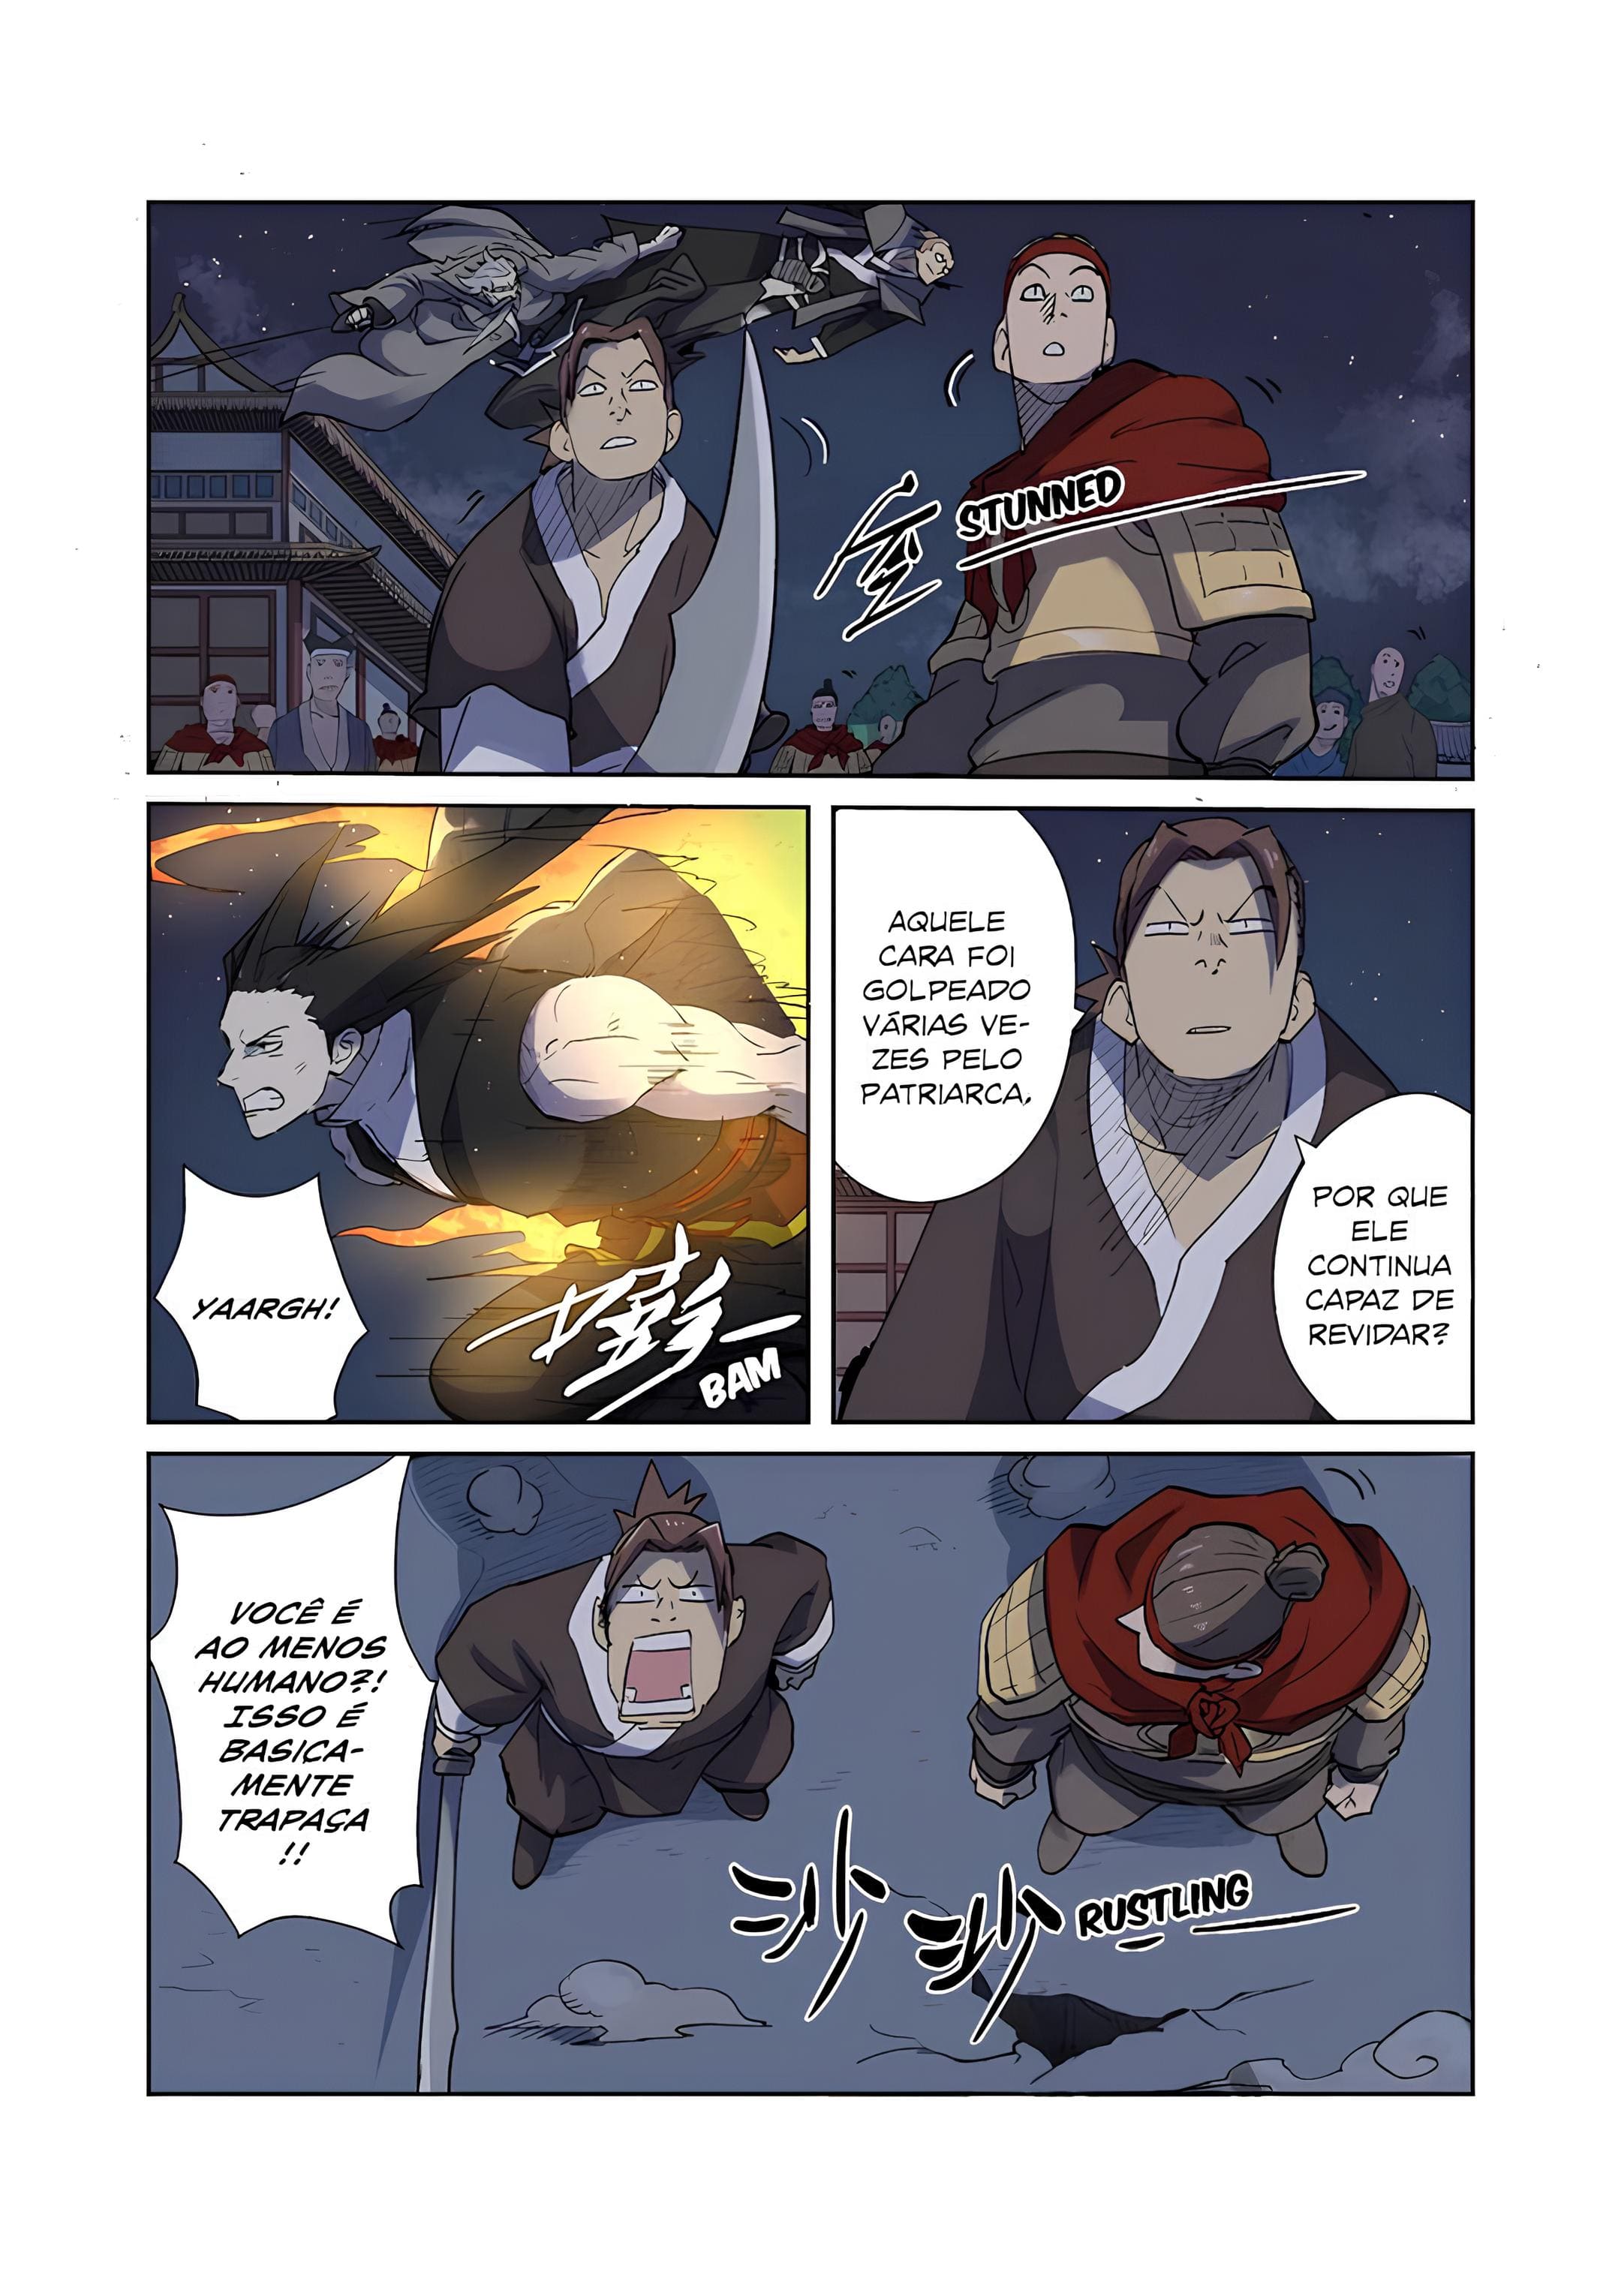 STUNNED
YAARGH!
BAM
AQUELE
CARA FOI
GOLPEADO
VÁRIAS VE-
ZES PELO
PATRIARCA,
POR QUE
ELE
CONTINUA
CAPAZ DE
REVIDAR?
VOCÊ É
AO MENOS
HUMANO?!
ISSO É
BASICA-
MENTE
TRAPAÇA
!!
沙沙
RUSTLING